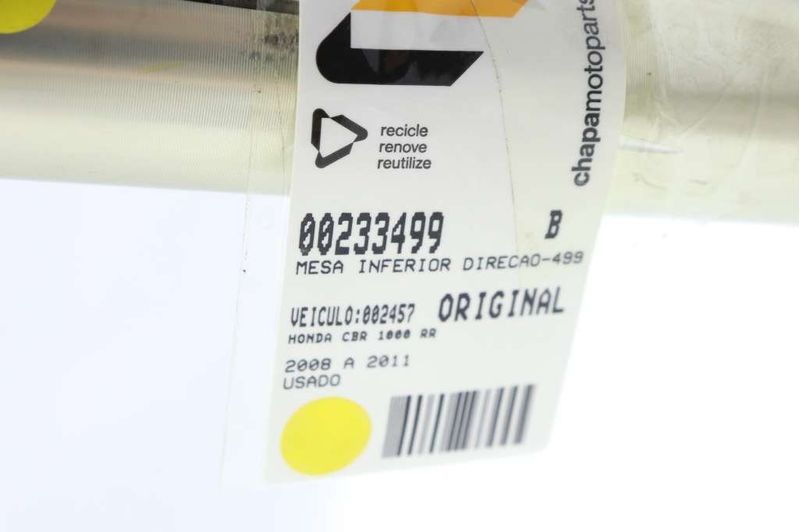 chapamotoparts
recicle
renove
reutilize
00233499 B
MESA INFERIOR DIRECAO-499
VEICULO:002457 ORIGINAL
HONDA CBR 1000 RR
2008 A 2011
USADO